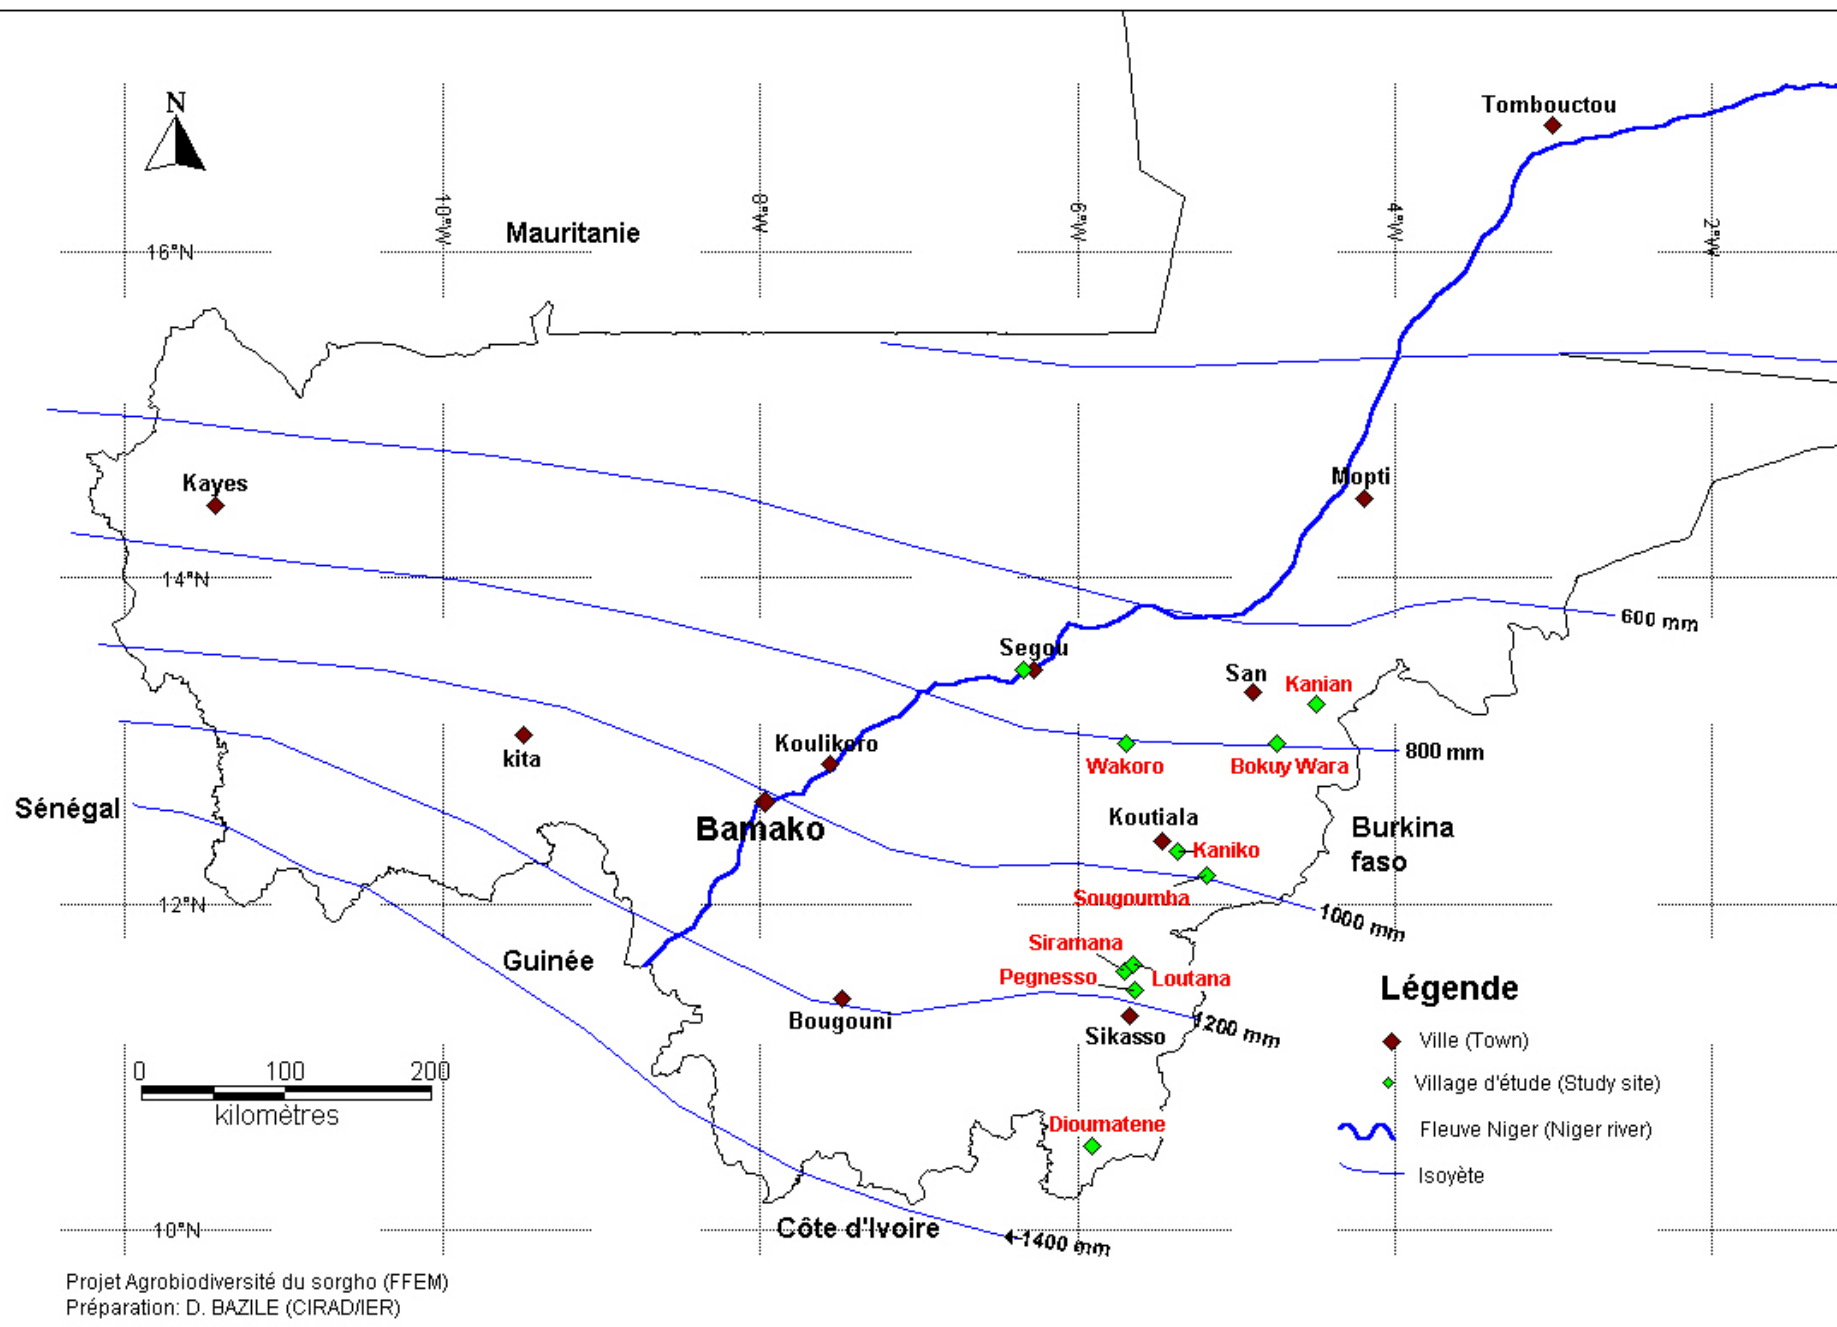 N
Tombouctou
10°W
8°W
6°W
4°W
2°W
Mauritanie
16°N
Kayes
Mopti
14°N
600 mm
Segou
San
Kanian
kita
Koulikoro
Wakoro
Bokuy Wara
800 mm
Sénégal
Bamako
Koutiala
Burkina
faso
Kaniko
Sougoumba
12°N
1000 mm
Siramana
Guinée
Pegnesso
Loutana
Légende
Bougouni
1200 mm
Sikasso
Ville (Town)
0 100 200
kilomètres
Village d'étude (Study site)
Dioumatene
Fleuve Niger (Niger river)
Isoyète
10°N
Côte d'Ivoire
1400 mm
Projet Agrobiodiversité du sorgho (FFEM)
Préparation: D. BAZILE (CIRAD/IER)